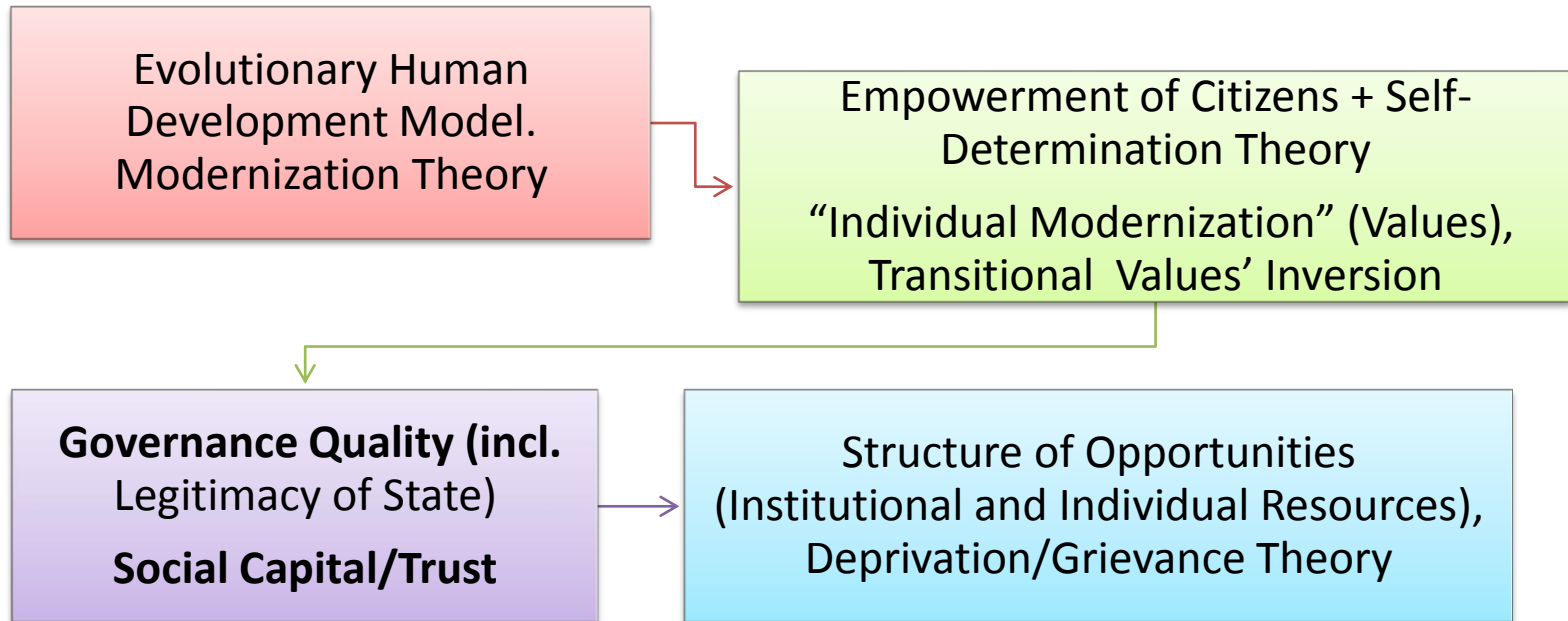 Evolutionary Human
Development Model.
Modernization Theory
Empowerment of Citizens + Self-
Determination Theory
“Individual Modernization” (Values),
Transitional Values’ Inversion
Governance Quality (incl.
Legitimacy of State)
Social Capital/Trust
Structure of Opportunities
(Institutional and Individual Resources),
Deprivation/Grievance Theory